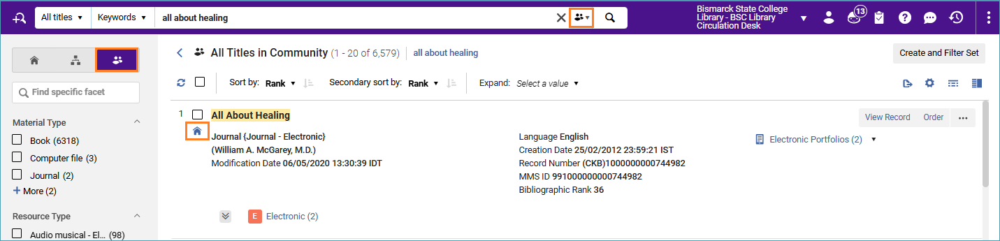 All titles Keywords all about healing
Bismarck State College
Library - BSC Library
Circulation Desk
13
All Titles in Community (1 - 20 of 6,579) all about healing
Create and Filter Set
Find specific facet
Sort by: Rank Secondary sort by: Rank Expand: Select a value
Material Type
Book (6318)
Computer file (3)
Journal (2)
+ More (2)
Resource Type
Audio musical - El... (98)
1 All About Healing
View Record Order ...
Journal {Journal - Electronic}
(William A. McGarey, M.D.)
Modification Date 06/05/2020 13:30:39 IDT
Language English
Creation Date 25/02/2012 23:59:21 IST
Record Number (CKB)1000000000744982
MMS ID 991000000000744982
Bibliographic Rank 36
Electronic Portfolios (2)
E Electronic (2)